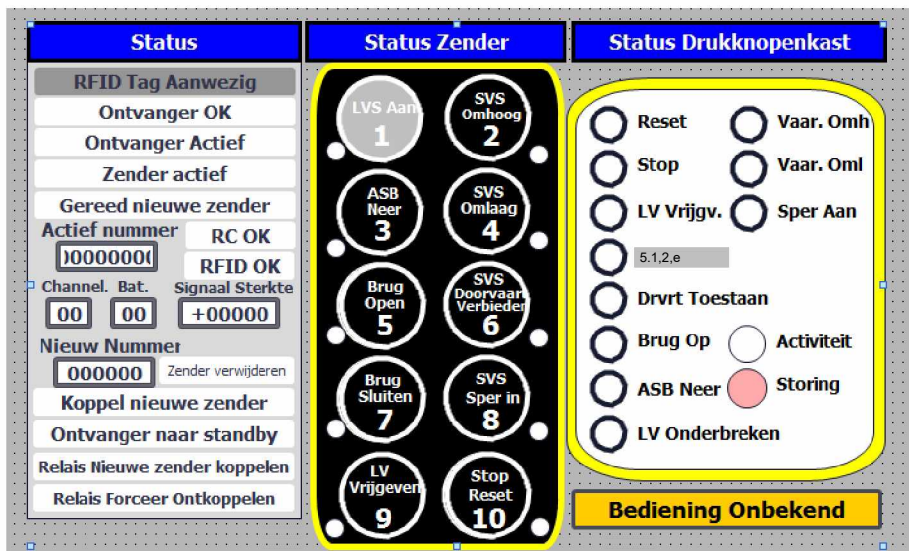 Status
RFID Tag Aanwezig
Ontvanger OK
Ontvanger Actief
Zender actief
Gereed nieuwe zender
Actief nummer
RC OK
RFID OK
Channel. Bat. Signaal Sterkte
00 00 +00000
Nieuw Nummer
000000 Zender verwijderen
Koppel nieuwe zender
Ontvanger naar standby
Relais Nieuwe zender koppelen
Relais Forceer Ontkoppelen
Status Zender
LVS Aan
1
SVS
Omhoog
2
ASB
Neer
3
SVS
Omlaag
4
Brug
Open
5
SVS
Doorvaart
Verbieden
6
Brug
Sluiten
7
SVS
Sper in
8
LV
Vrijgeven
9
Stop
Reset
10
Status Drukknopenkast
Reset Vaar. Omh
Stop Vaar. Oml
LV Vrijgv. Sper Aan
5.1,2,e
Drvrt Toestaan
Brug Op Activiteit
ASB Neer Storing
LV Onderbreken
Bediening Onbekend